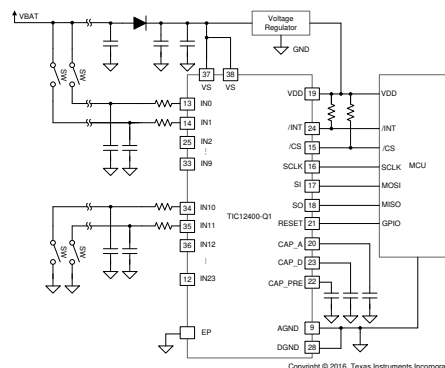 VBAT
Voltage
Regulator
GND
37
38
VS
VS
SW
SW
VDD
19
VDD
13
IN0
14
IN1
/INT
24
/INT
25
IN2
/CS
15
/CS
33
IN9
SCLK
16
SCLK
MCU
SI
17
MOSI
34
IN10
SO
18
MISO
TIC12400-Q1
35
IN11
RESET
21
GPIO
36
IN12
CAP_A
20
SW
SW
CAP_D
23
12
IN23
CAP_PRE
22
EP
AGND
9
DGND
28
Copyright © 2016, Texas Instruments Incorpora